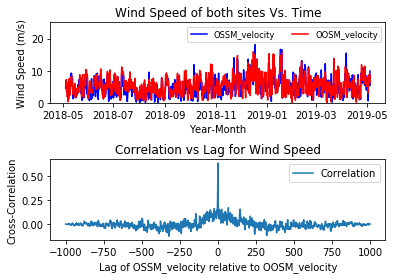 Wind Speed of both sites Vs. Time
Wind Speed (m/s)
20
10
0
OSSM_velocity
OOSM_velocity
2018-05 2018-07 2018-09 2018-11 2019-01 2019-03 2019-05
Year-Month
Correlation vs Lag for Wind Speed
Cross-Correlation
0.50
0.25
0.00
Correlation
−1000 −750 −500 −250 0 250 500 750 1000
Lag of OSSM_velocity relative to OOSM_velocity